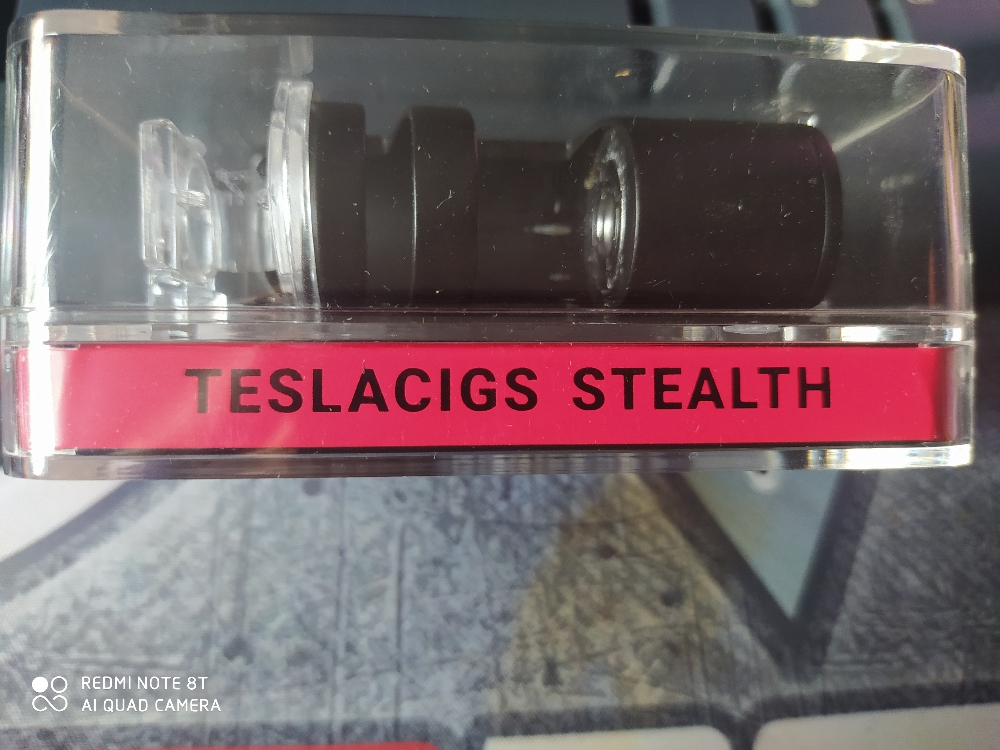 TESLACIGS STEALTH
REDMI NOTE 8T
AI QUAD CAMERA